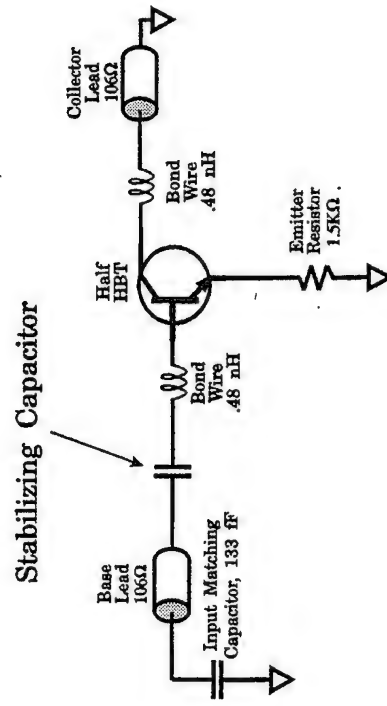 Stabilizing Capacitor
Base
Lead
106Ω
Input Matching
Capacitor, 133 fF
Bond
Wire
.48 nH
Half
HBT
Bond
Wire
.48 nH
Collector
Lead
106Ω
Emitter
Resistor
1.5KΩ